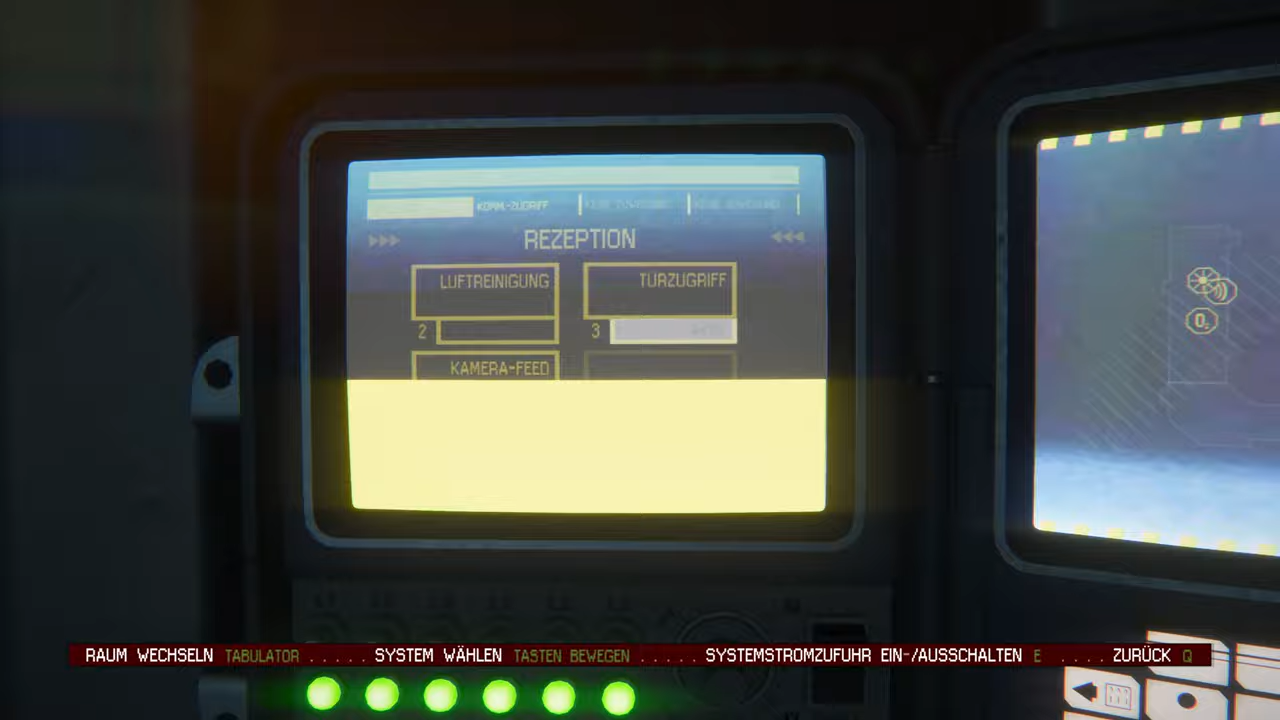 KOMM.-ZUGRIFF
REZEPTION
LUFTREINIGUNG TÜRZUGRIFF
2 3
KAMERA-FEED
O₂
RAUM WECHSELN TABULATOR ..... SYSTEM WÄHLEN TASTEN BEWEGEN ..... SYSTEMSTROMZUFUHR EIN-/AUSSCHALTEN E .... ZURÜCK Q